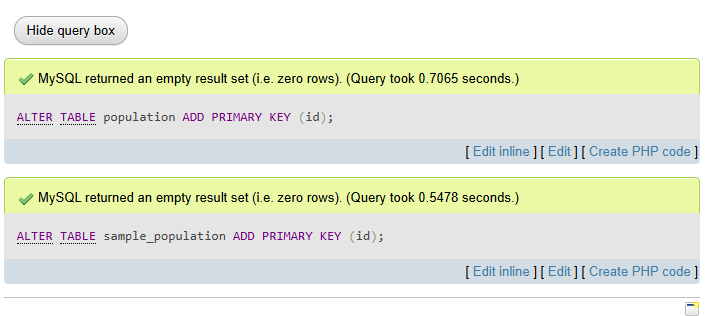 Hide query box
MySQL returned an empty result set (i.e. zero rows). (Query took 0.7065 seconds.)
ALTER TABLE population ADD PRIMARY KEY (id);
[ Edit inline ] [ Edit ] [ Create PHP code ]
MySQL returned an empty result set (i.e. zero rows). (Query took 0.5478 seconds.)
ALTER TABLE sample_population ADD PRIMARY KEY (id);
[ Edit inline ] [ Edit ] [ Create PHP code ]